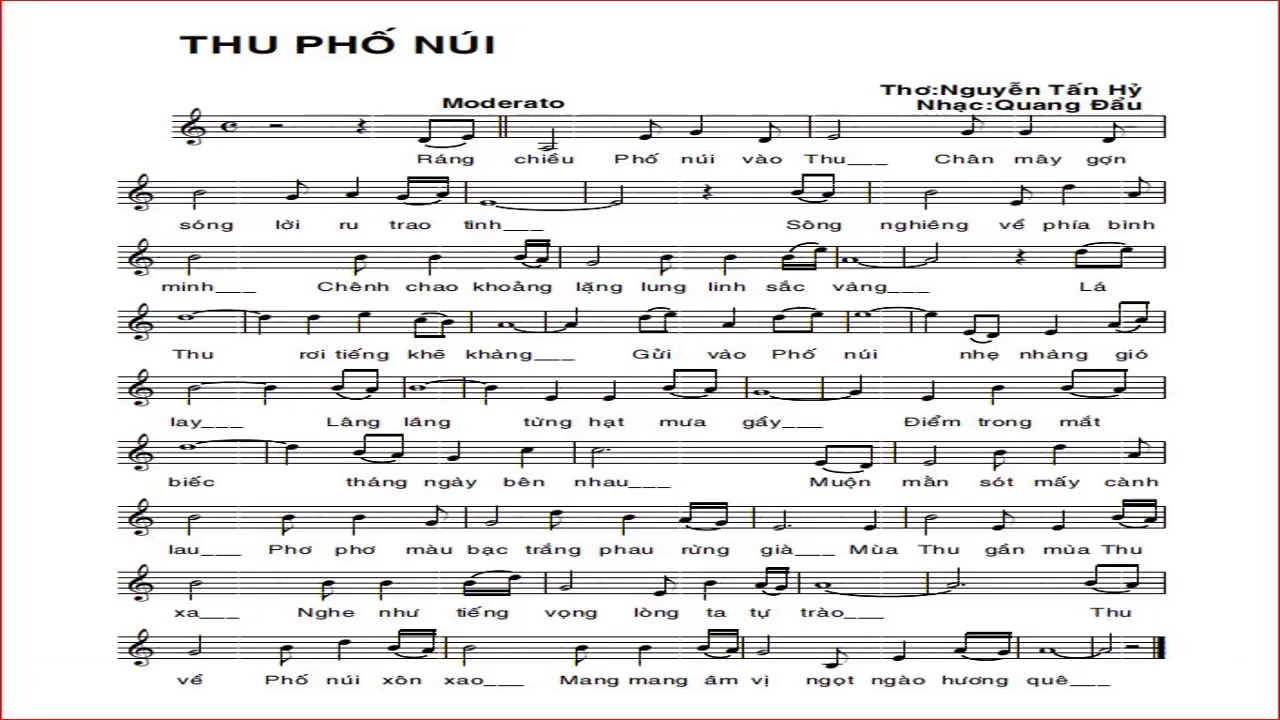 THU PHỐ NÚI
Thơ:Nguyễn Tấn Hỷ
Moderato
Nhạc:Quang Đẩu
Ráng chiều Phố núi vào Thu___ Chân mây gợn
sóng lời ru trao tình___ Sông nghiêng về phía bình
minh___ Chênh chao khoảng lặng lung linh sắc vàng___ Lá
Thu rơi tiếng khẽ khàng___ Gửi vào Phố núi nhẹ nhàng gió
lay___ Lâng lâng từng hạt mưa gầy___ Điểm trong mắt
biếc tháng ngày bên nhau___ Muộn mằn sót mấy cành
lau___ Phơ phơ màu bạc trắng phau rừng già___ Mùa Thu gần mùa Thu
xa___ Nghe như tiếng vọng lòng ta tự trào___ Thu
về Phố núi xôn xao___ Mang mang âm vị ngọt ngào hương quê___